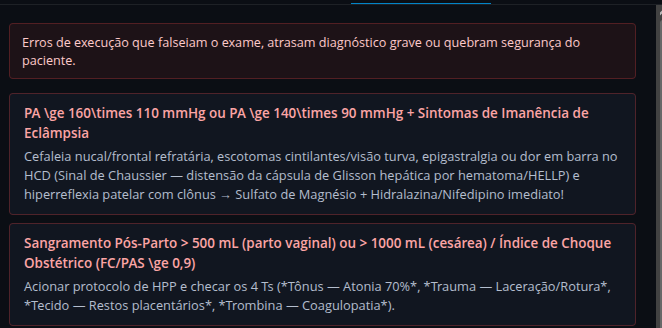 Erros de execução que falseiam o exame, atrasam diagnóstico grave ou quebram segurança do
paciente.
PA \ge 160\times 110 mmHg ou PA \ge 140\times 90 mmHg + Sintomas de Imanência de
Eclâmpsia
Cefaleia nucal/frontal refratária, escotomas cintilantes/visão turva, epigastralgia ou dor em barra no
HCD (Sinal de Chaussier — distensão da cápsula de Glisson hepática por hematoma/HELLP) e
hiperreflexia patelar com clônus → Sulfato de Magnésio + Hidralazina/Nifedipino imediato!
Sangramento Pós-Parto > 500 mL (parto vaginal) ou > 1000 mL (cesárea) / Índice de Choque
Obstétrico (FC/PAS \ge 0,9)
Acionar protocolo de HPP e checar os 4 Ts (*Tônus — Atonia 70%*, *Trauma — Laceração/Rotura*,
*Tecido — Restos placentários*, *Trombina — Coagulopatia*).